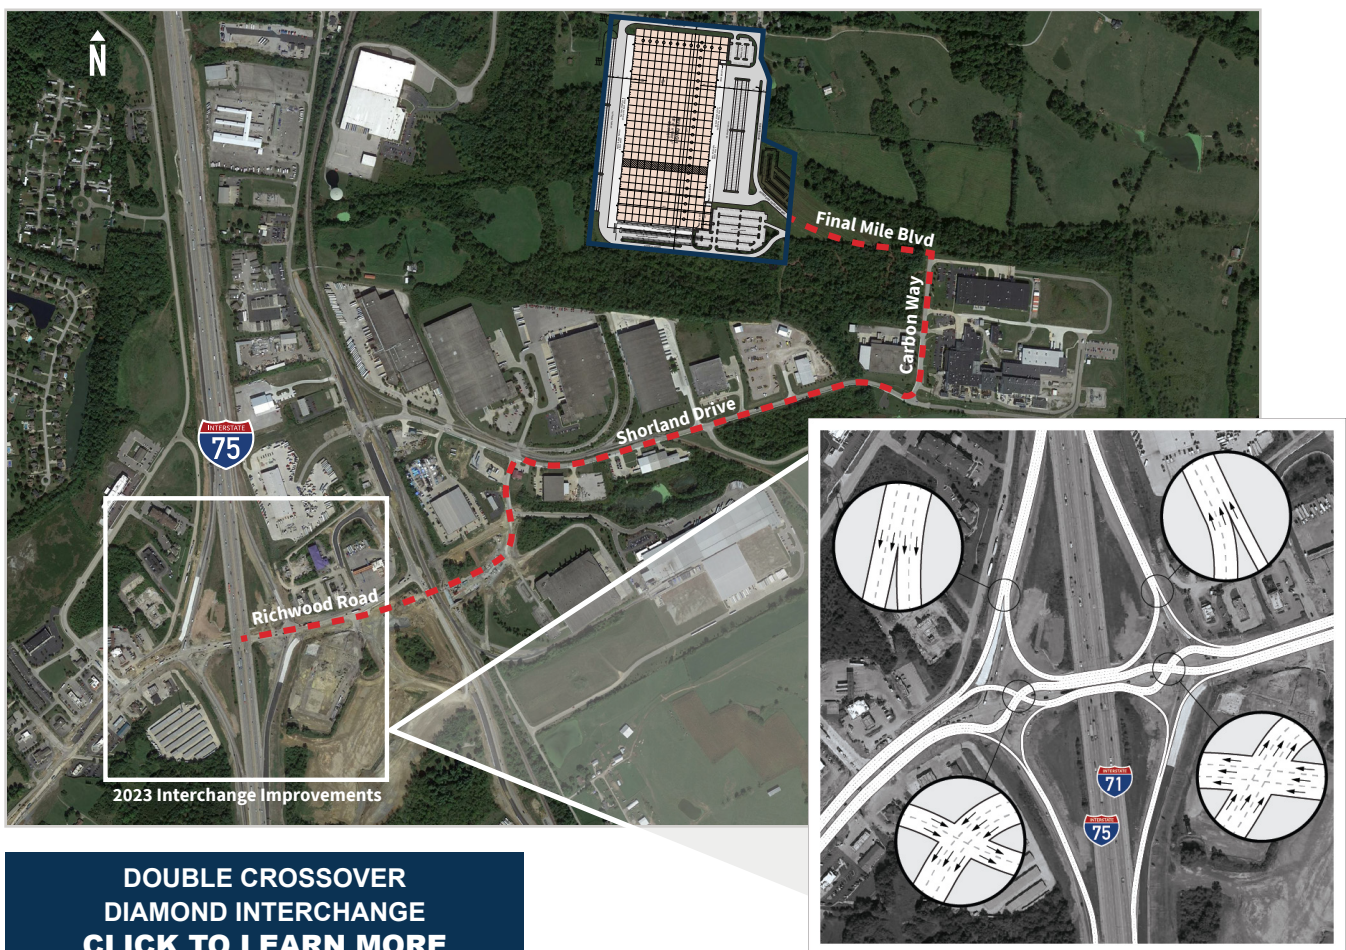 N
Final Mile Blvd
Carbon Way
Shorland Drive
INTERSTATE
75
Richwood Road
2023 Interchange Improvements
INTERSTATE
71
INTERSTATE
75
DOUBLE CROSSOVER
DIAMOND INTERCHANGE
CLICK TO LEARN MORE